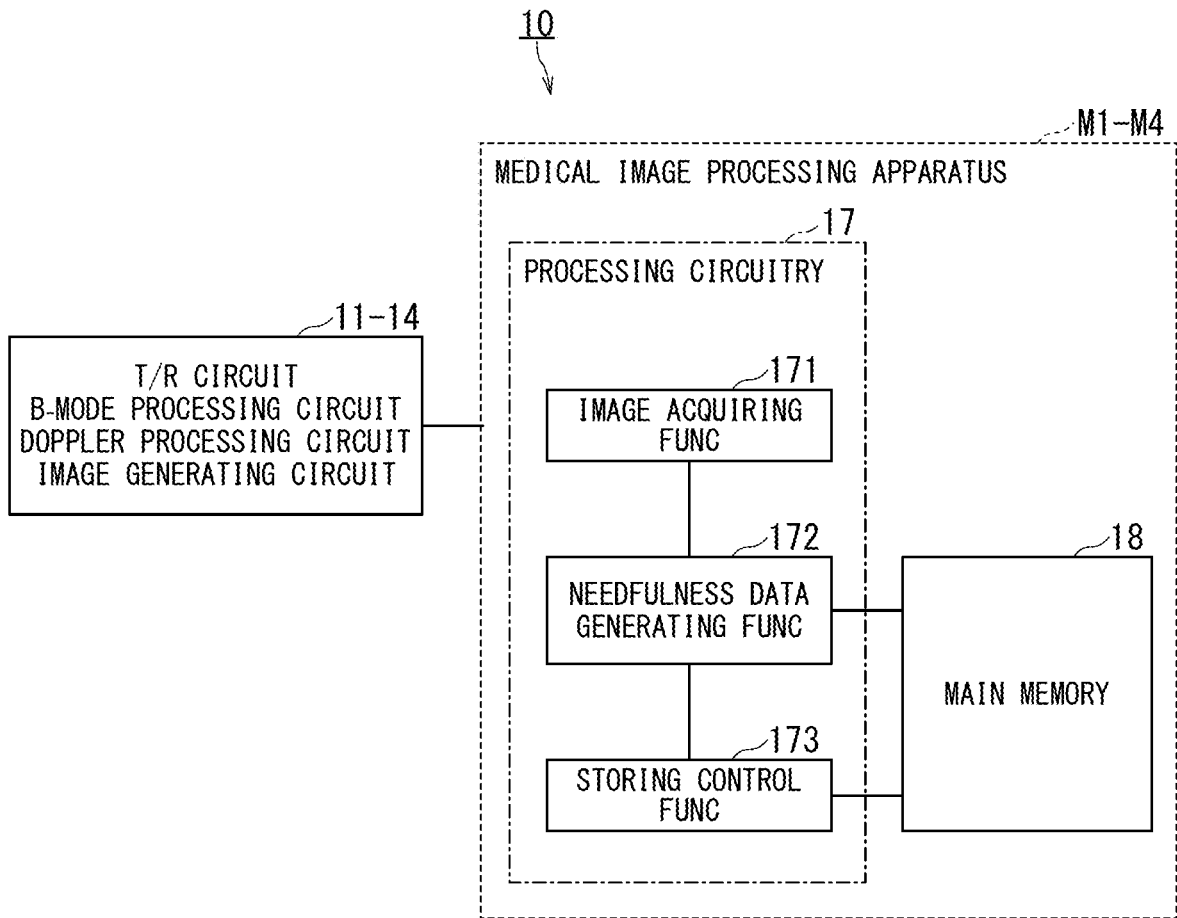 10
M1-M4
MEDICAL IMAGE PROCESSING APPARATUS
17
PROCESSING CIRCUITRY
11-14
T/R CIRCUIT
B-MODE PROCESSING CIRCUIT
DOPPLER PROCESSING CIRCUIT
IMAGE GENERATING CIRCUIT
171
IMAGE ACQUIRING
FUNC
172
NEEDFULNESS DATA
GENERATING FUNC
18
MAIN MEMORY
173
STORING CONTROL
FUNC